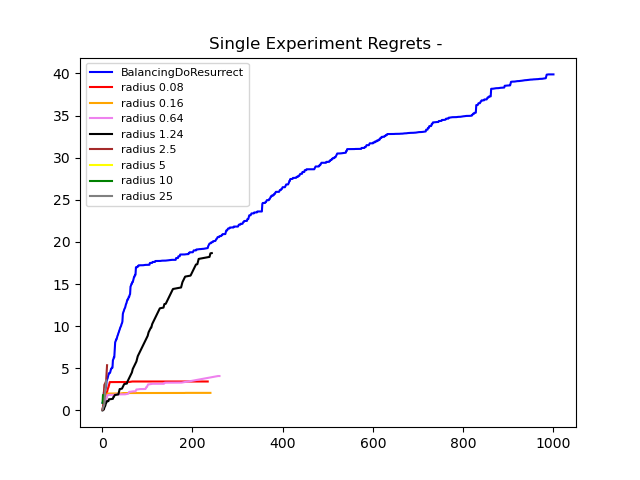 Single Experiment Regrets -
BalancingDoResurrect
radius 0.08
radius 0.16
radius 0.64
radius 1.24
radius 2.5
radius 5
radius 10
radius 25
40
35
30
25
20
15
10
5
0
0 200 400 600 800 1000